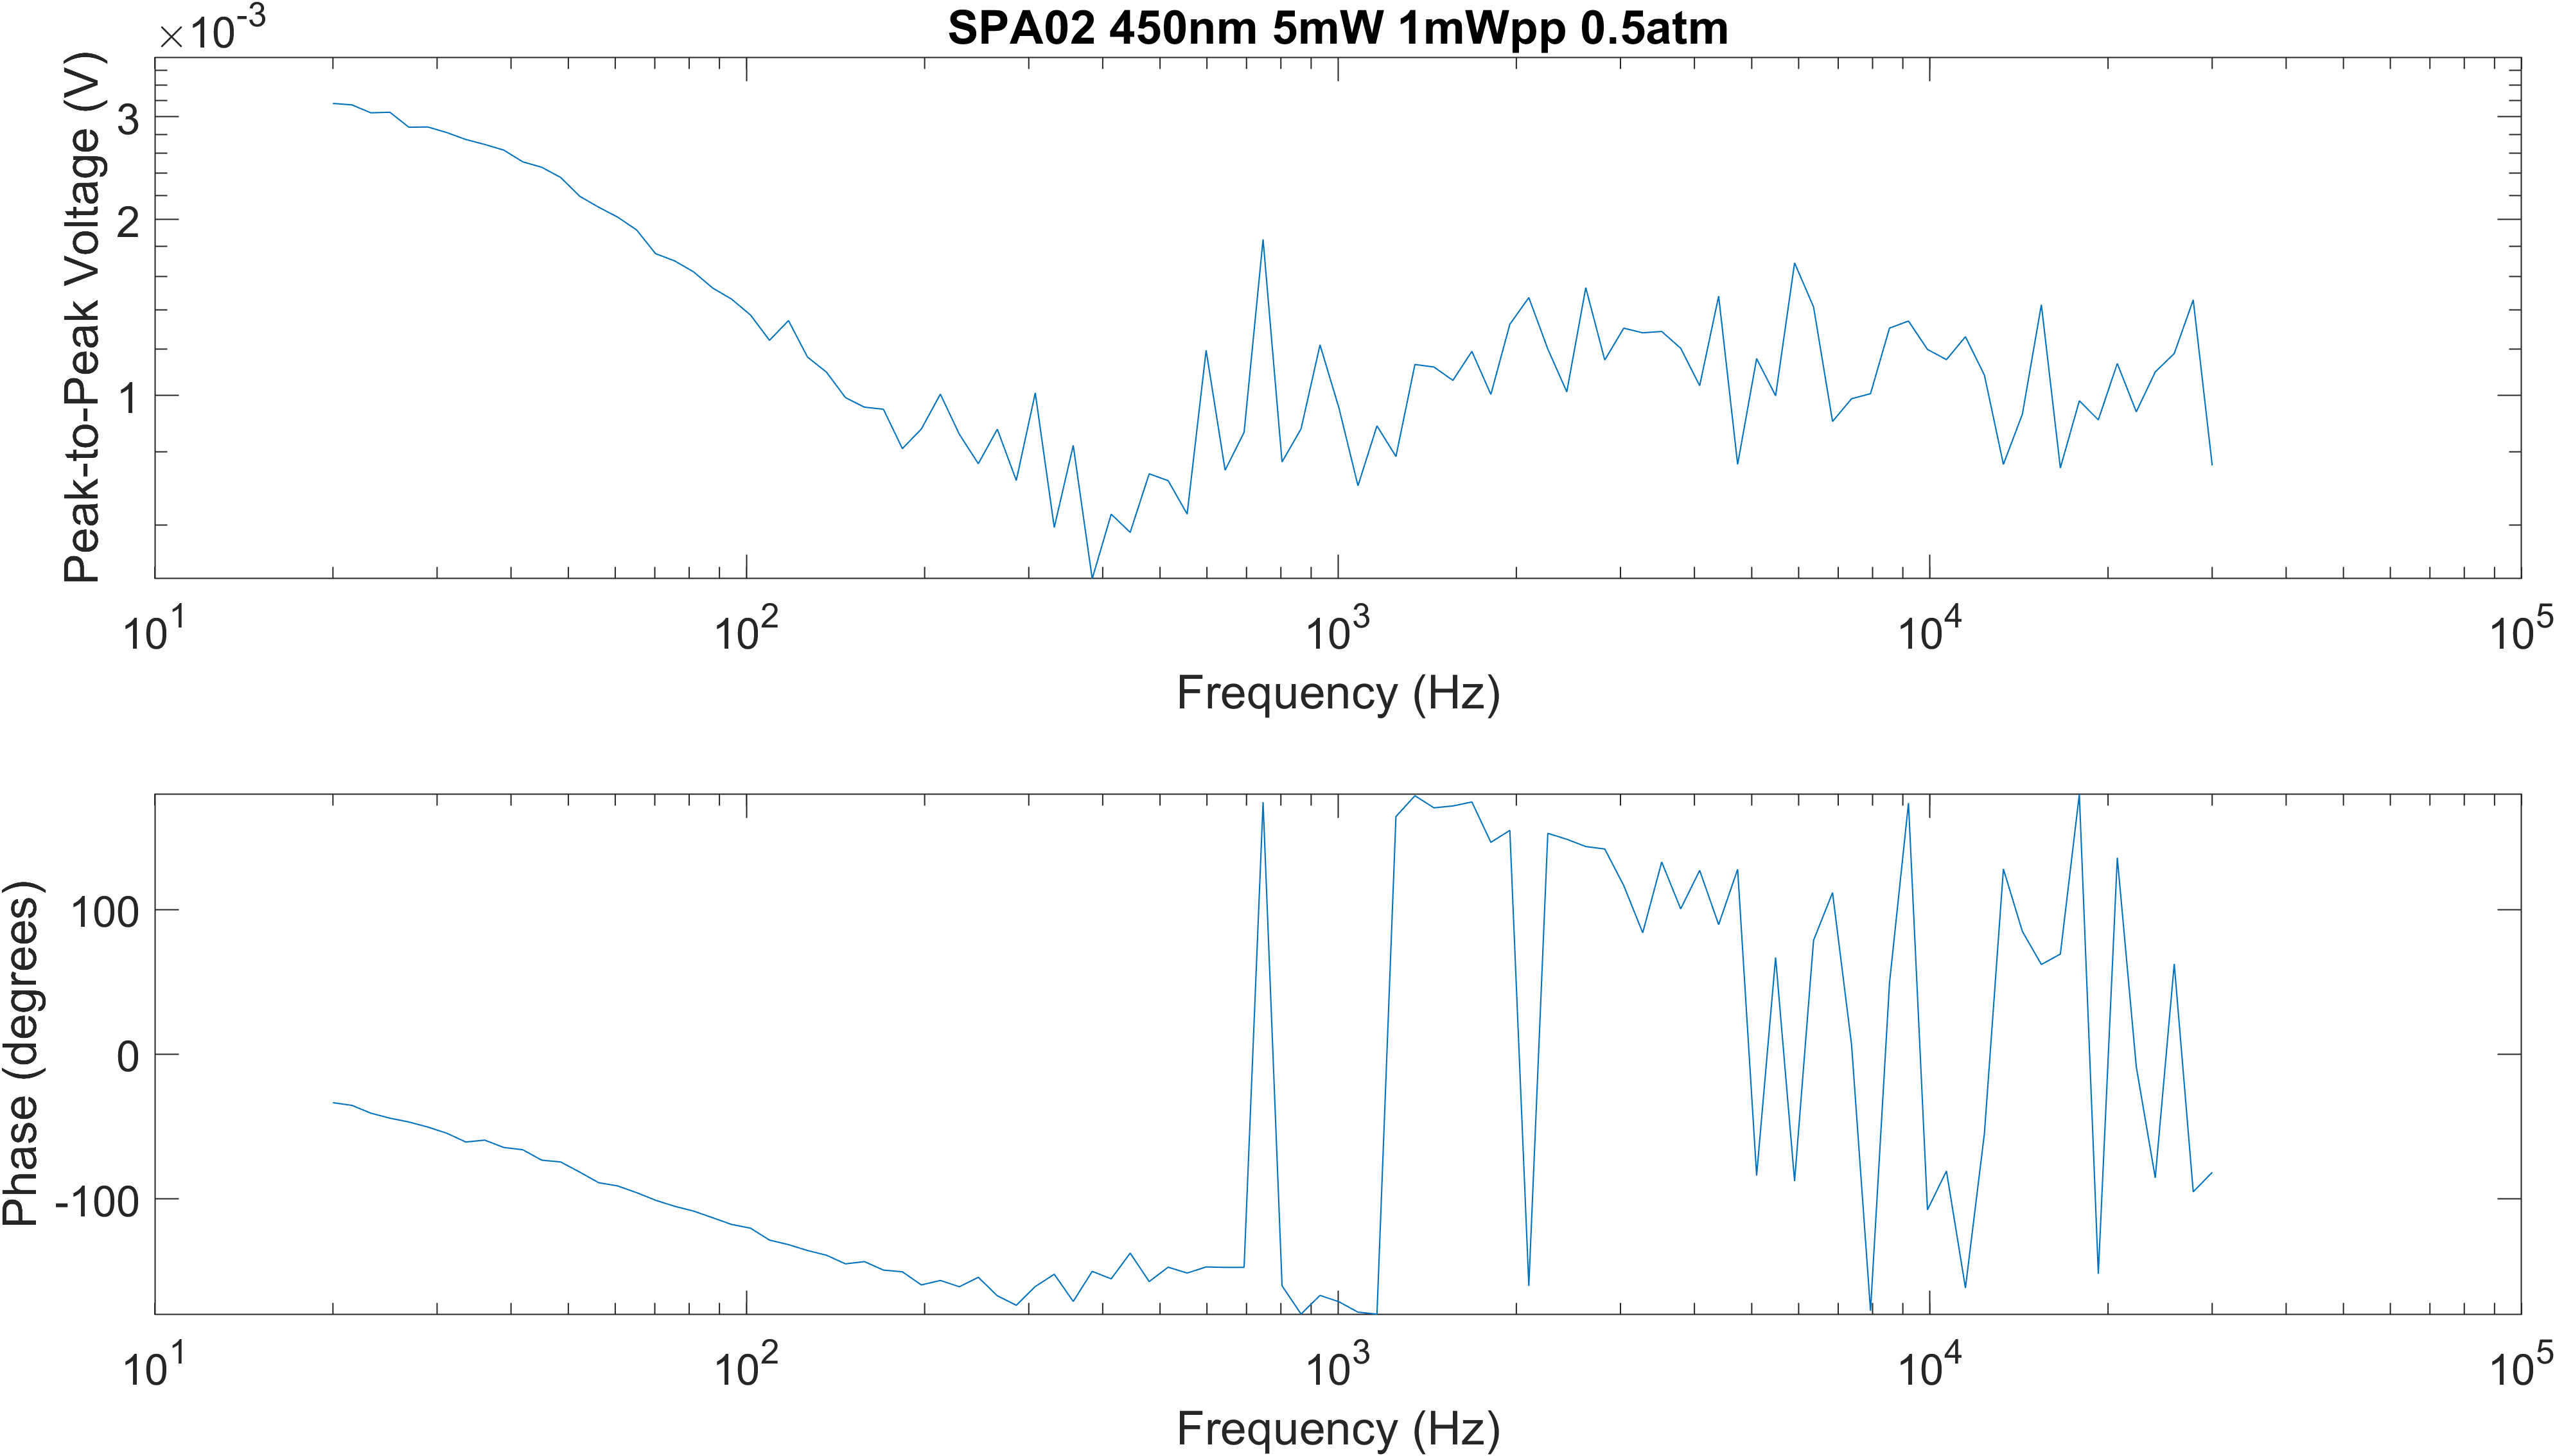 SPA02 450nm 5mW 1mWpp 0.5atm
×10-3
Peak-to-Peak Voltage (V)
3
2
1
101 102 103 104 105
Frequency (Hz)
Phase (degrees)
100
0
-100
101 102 103 104 105
Frequency (Hz)